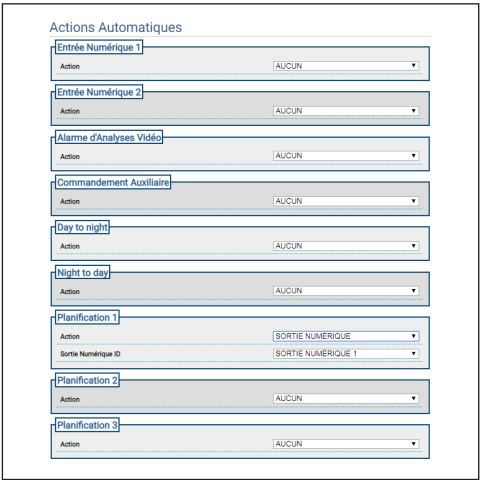 Actions Automatiques
Entrée Numérique 1
Action AUCUN
Entrée Numérique 2
Action AUCUN
Alarme d'Analyses Vidéo
Action AUCUN
Commandement Auxiliaire
Action AUCUN
Day to night
Action AUCUN
Night to day
Action AUCUN
Planification 1
Action SORTIE NUMÉRIQUE
Sortie Numérique ID SORTIE NUMÉRIQUE 1
Planification 2
Action AUCUN
Planification 3
Action AUCUN